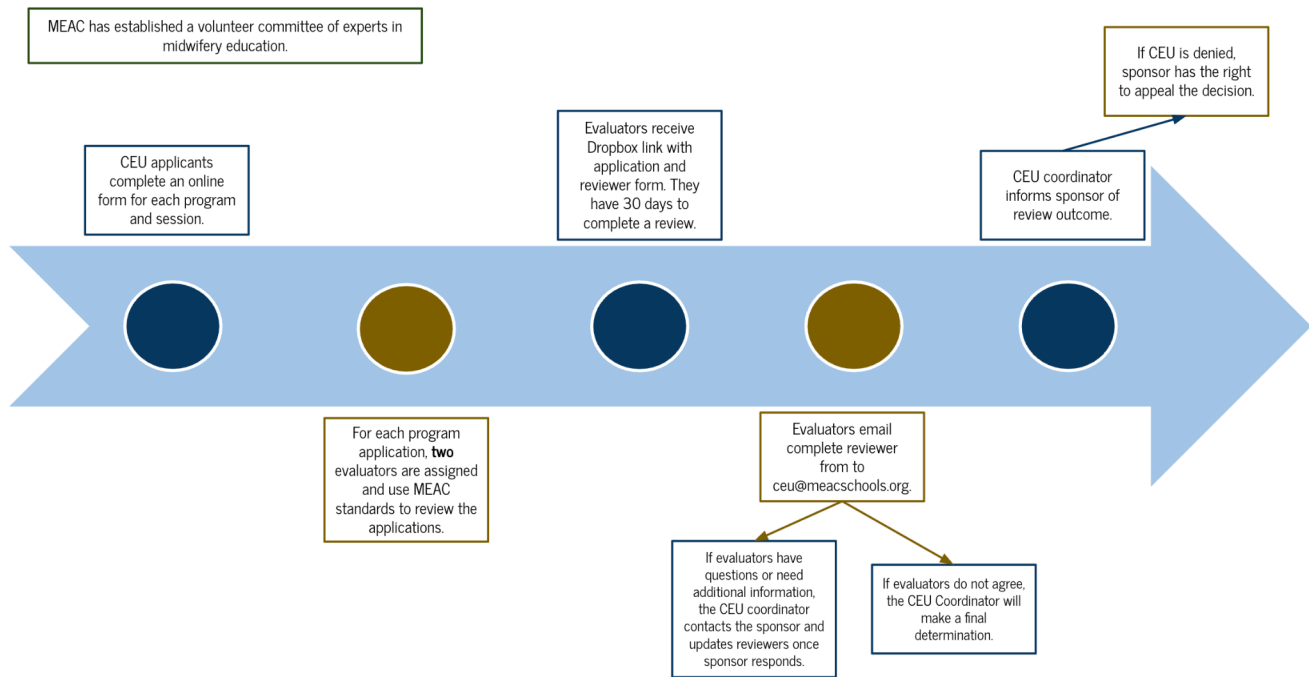 MEAC has established a volunteer committee of experts in
midwifery education.
CEU applicants
complete an online
form for each program
and session.
For each program
application, two
evaluators are assigned
and use MEAC
standards to review the
applications.
Evaluators receive
Dropbox link with
application and
reviewer form. They
have 30 days to
complete a review.
Evaluators email
complete reviewer
from to
ceu@meacschools.org.
If evaluators have
questions or need
additional information,
the CEU coordinator
contacts the sponsor and
updates reviewers once
sponsor responds.
If evaluators do not agree,
the CEU Coordinator will
make a final
determination.
CEU coordinator
informs sponsor of
review outcome.
If CEU is denied,
sponsor has the right
to appeal the decision.